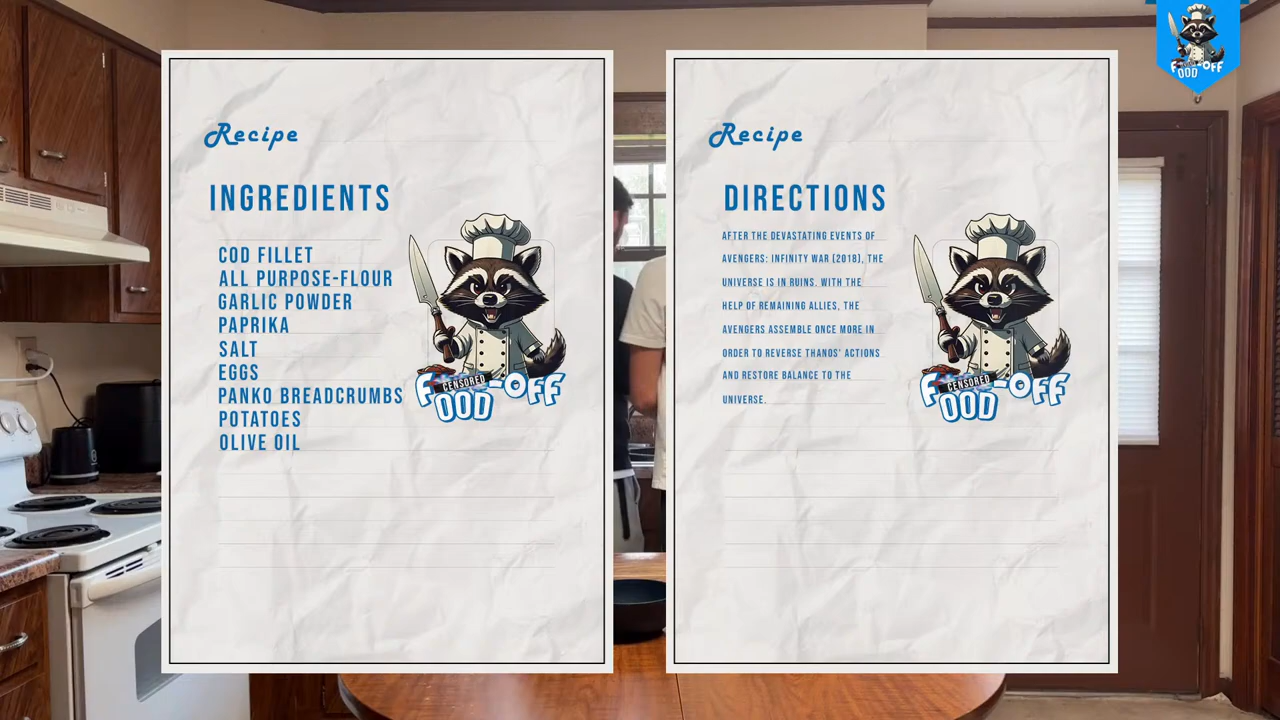 Recipe
INGREDIENTS
COD FILLET
ALL PURPOSE-FLOUR
GARLIC POWDER
PAPRIKA
SALT
EGGS
PANKO BREADCRUMBS
POTATOES
OLIVE OIL
CENSORED
F OOD-OFF
Recipe
DIRECTIONS
AFTER THE DEVASTATING EVENTS OF
AVENGERS: INFINITY WAR (2018), THE
UNIVERSE IS IN RUINS. WITH THE
HELP OF REMAINING ALLIES, THE
AVENGERS ASSEMBLE ONCE MORE IN
ORDER TO REVERSE THANOS' ACTIONS
AND RESTORE BALANCE TO THE
UNIVERSE.
CENSORED
F OOD-OFF
FOOD-OFF